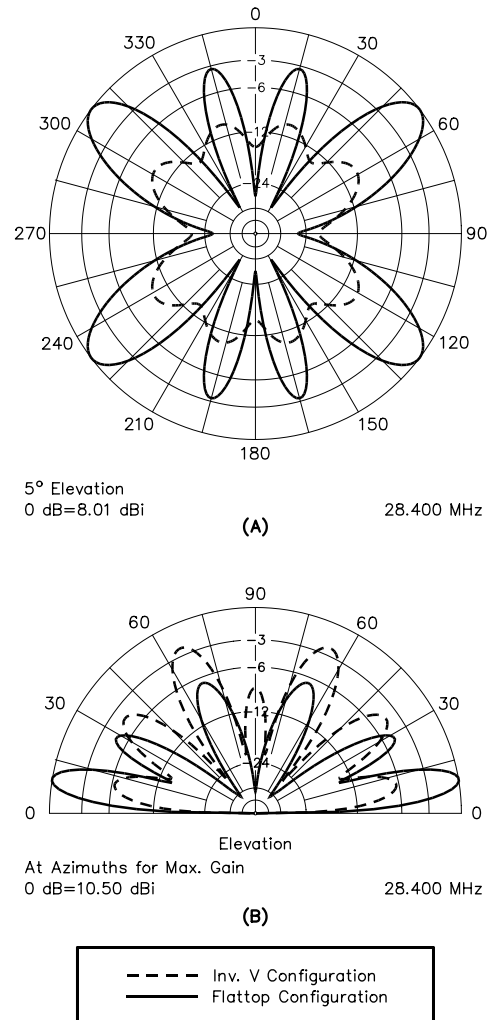 0
330
30
-3
-6
300
60
-12
-24
270
90
240
120
210
150
180
5° Elevation
0 dB=8.01 dBi
28.400 MHz
(A)
90
60
60
-3
-6
30
30
-12
-24
0
0
Elevation
At Azimuths for Max. Gain
0 dB=10.50 dBi
28.400 MHz
(B)
Inv. V Configuration
Flattop Configuration